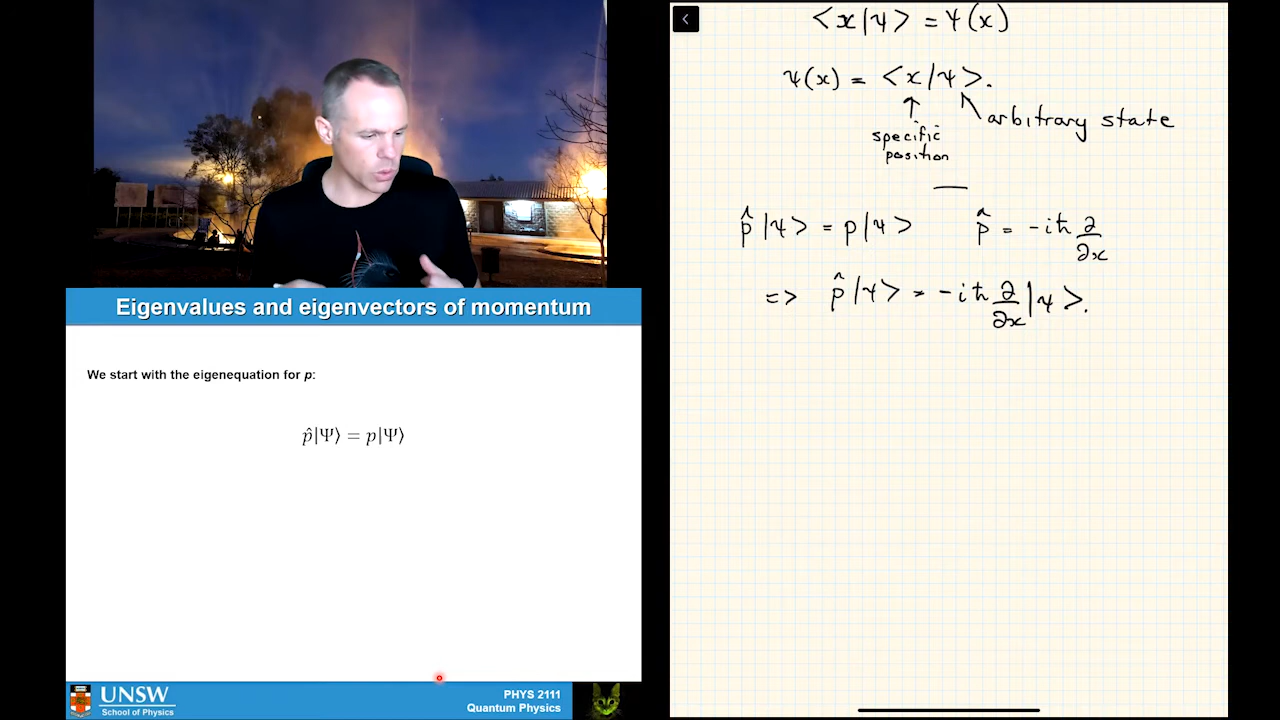 Eigenvalues and eigenvectors of momentum
We start with the eigenequation for p:
p̂|Ψ⟩ = p|Ψ⟩
UNSW
School of Physics
PHYS 2111
Quantum Physics
<x|Ψ> = Ψ(x)
Ψ(x) = <x|Ψ>.
↑ ↖ arbitrary state
specific
position
—
p̂|Ψ> = p|Ψ> p̂ = -iħ ∂/∂x
=> p̂|Ψ> = -iħ ∂/∂x |Ψ>.